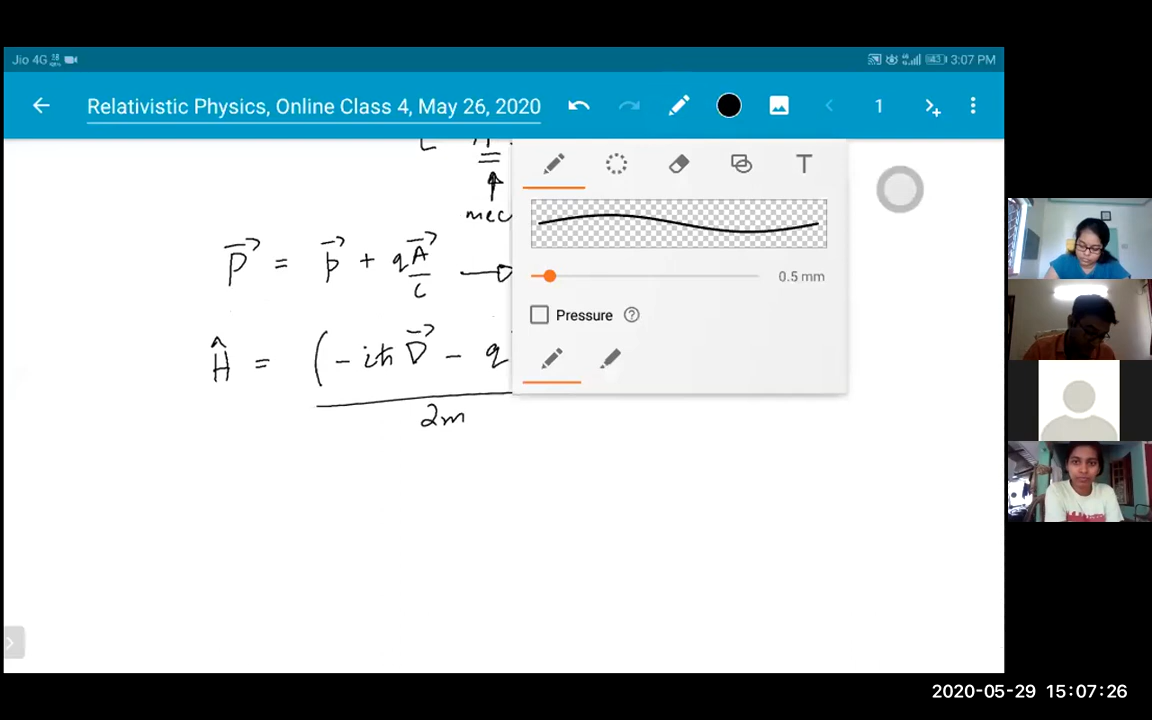 Jio 4G 3:07 PM
Relativistic Physics, Online Class 4, May 26, 2020 1
T
mec
P⃗ = p⃗ + qA⃗/c
0.5 mm
Pressure
Ĥ = (-iħ ∇⃗ - q
2m
2020-05-29 15:07:26